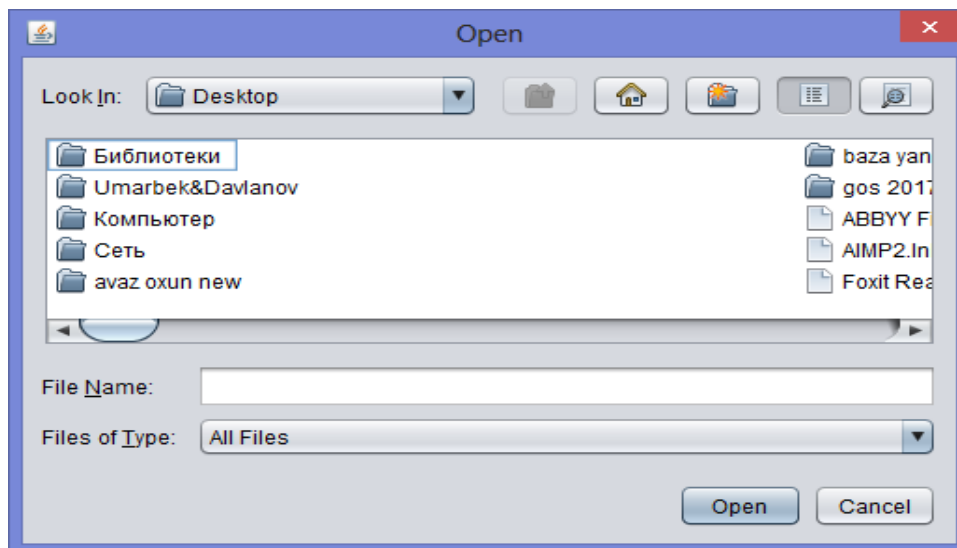 Open
Look In: Desktop
Библиотеки
Umarbek&Davlanov
Компьютер
Сеть
avaz oxun new
baza yan
gos 2017
ABBYY F
AIMP2.In
Foxit Rea
File Name:
Files of Type: All Files
Open Cancel